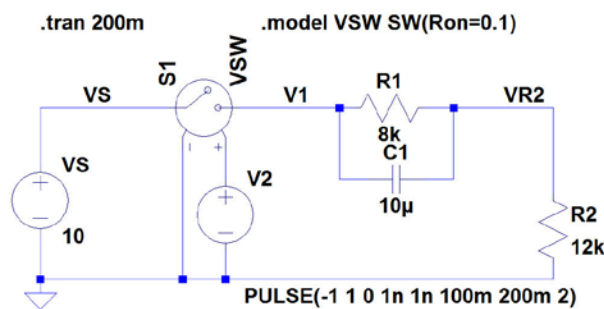 .tran 200m
.model VSW SW(Ron=0.1)
S1
VSW
VS
V1
R1
VR2
8k
C1
10µ
VS
10
V2
R2
12k
PULSE(-1 1 0 1n 1n 100m 200m 2)